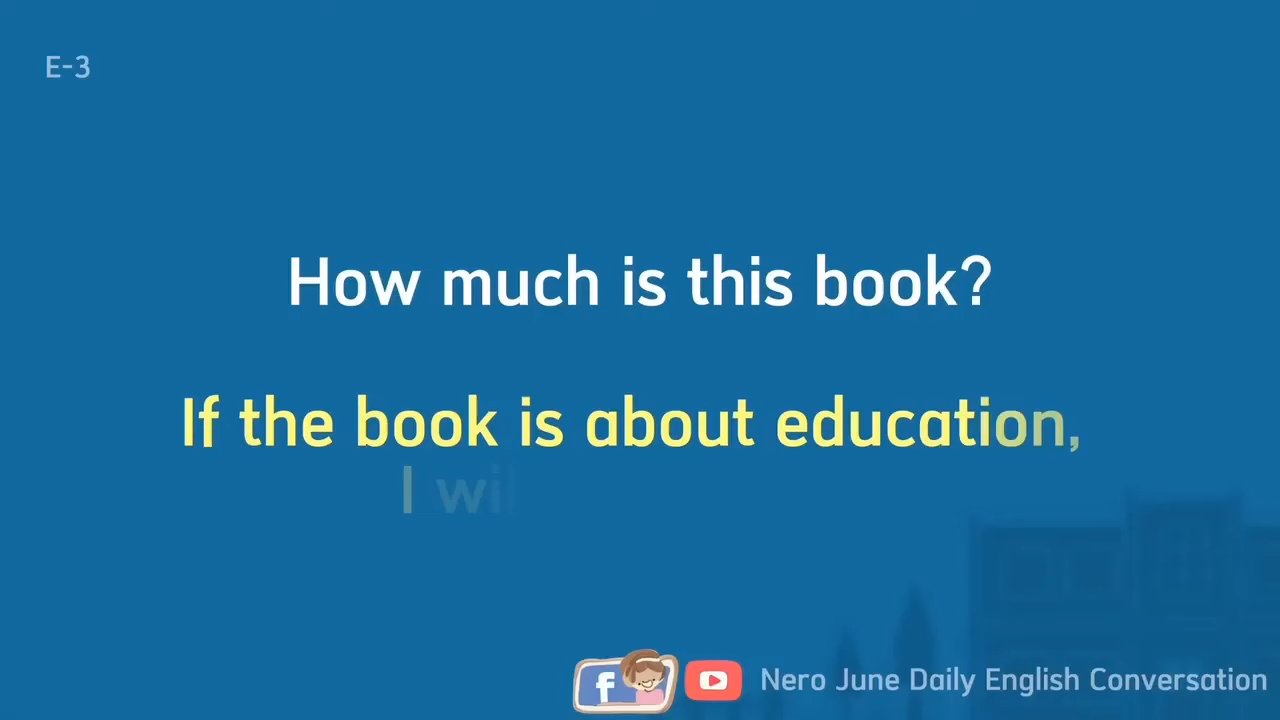 E-3
How much is this book?
If the book is about education,
I
f
Nero June Daily English Conversation